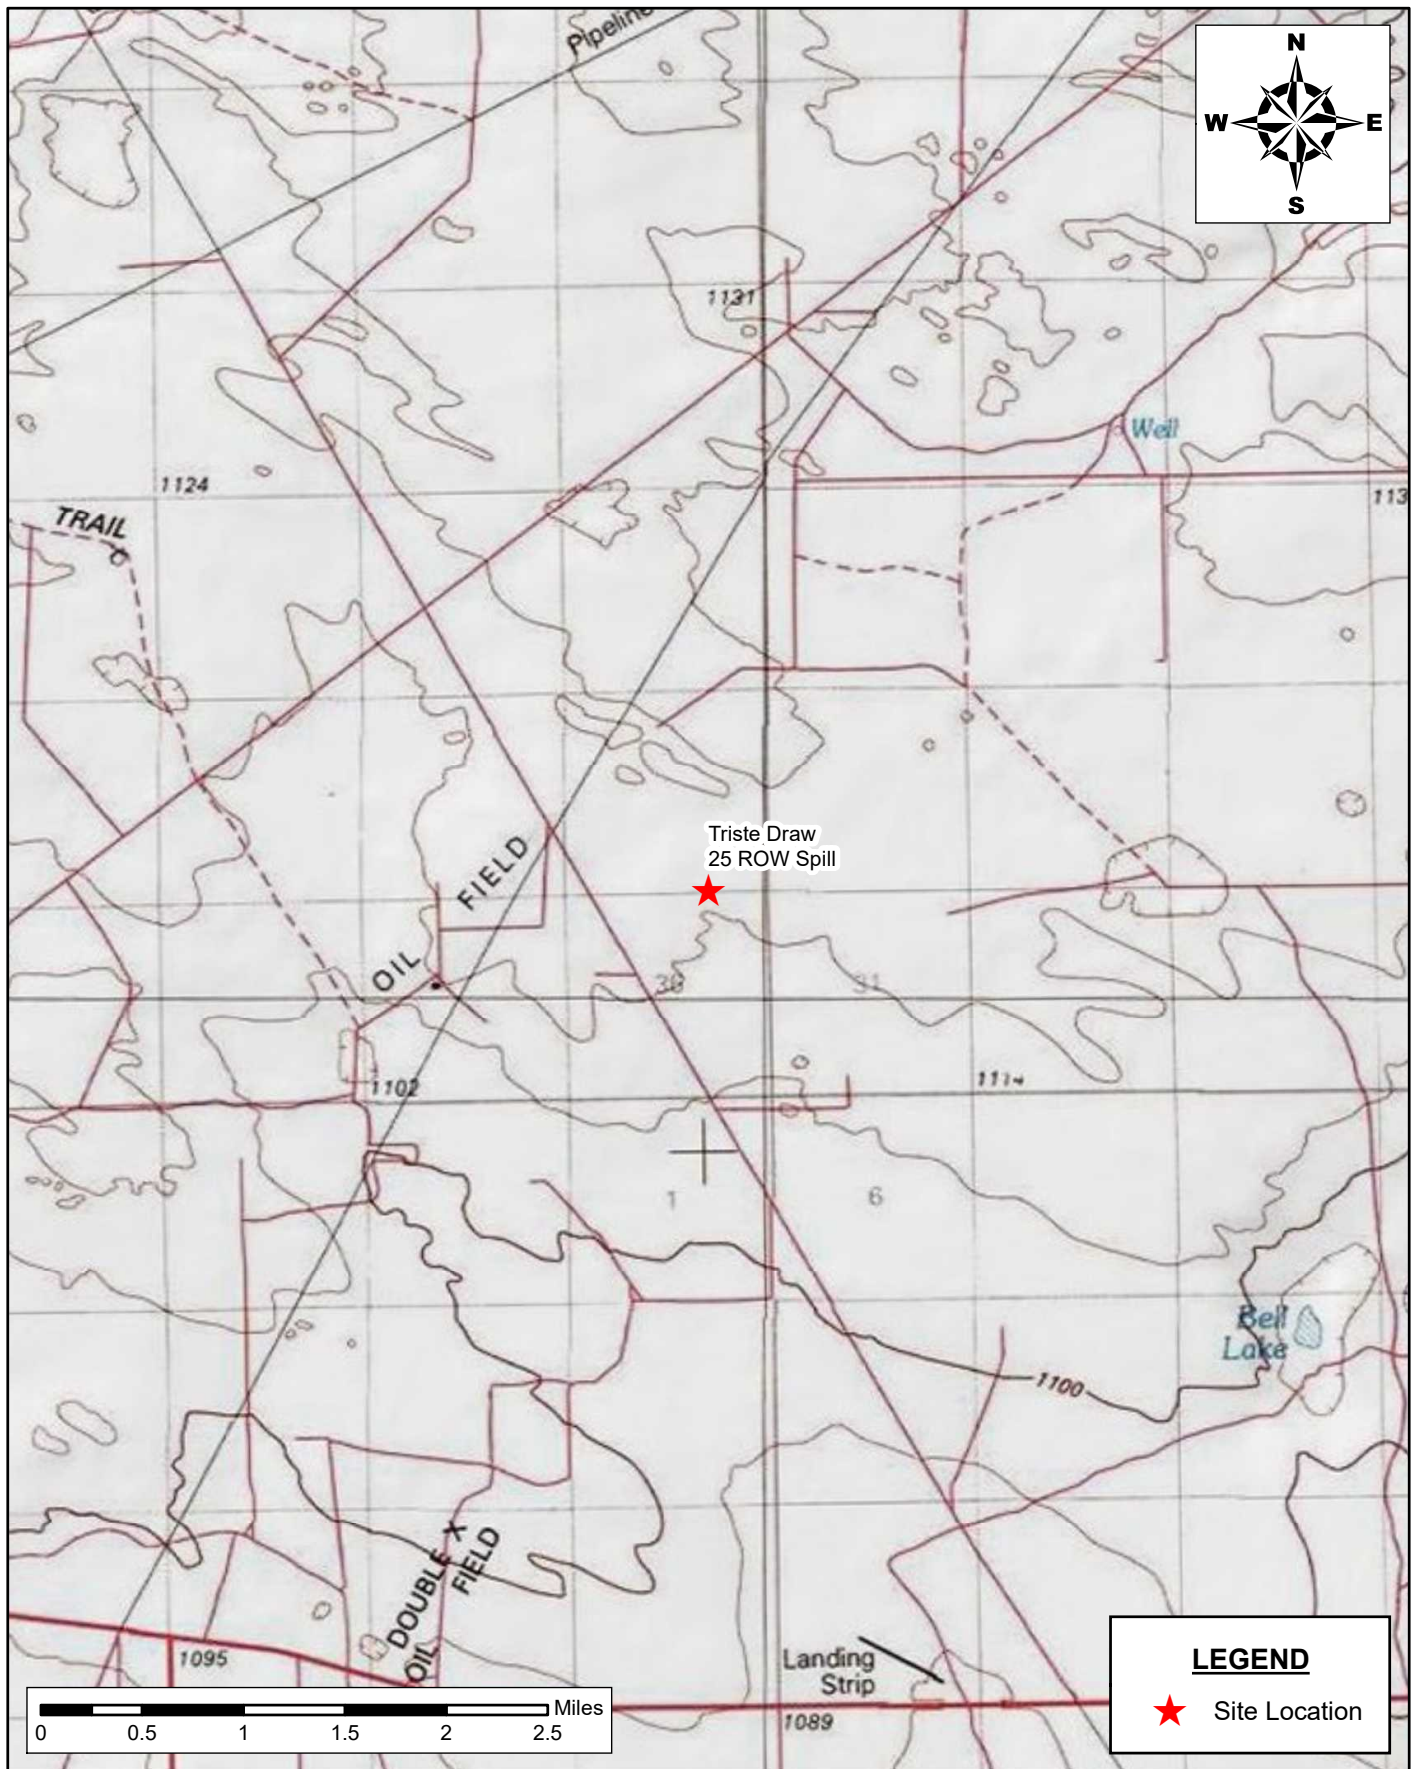 Pipeline
N
W E
S
1131
Well
1124
113
TRAIL
Triste Draw
25 ROW Spill
FIELD
OIL
36 31
1102
1114
1 6
Bell
Lake
1100
DOUBLE X
OIL FIELD
1095
Landing
Strip
1089
LEGEND
Site Location
Miles
0 0.5 1 1.5 2 2.5